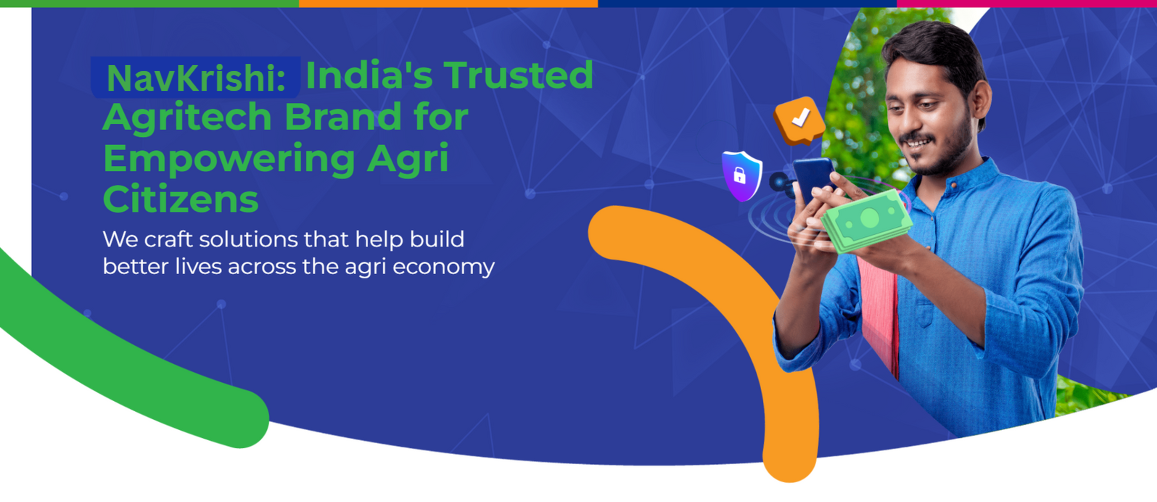 NavKrishi: India's Trusted
Agritech Brand for
Empowering Agri
Citizens
We craft solutions that help build
better lives across the agri economy